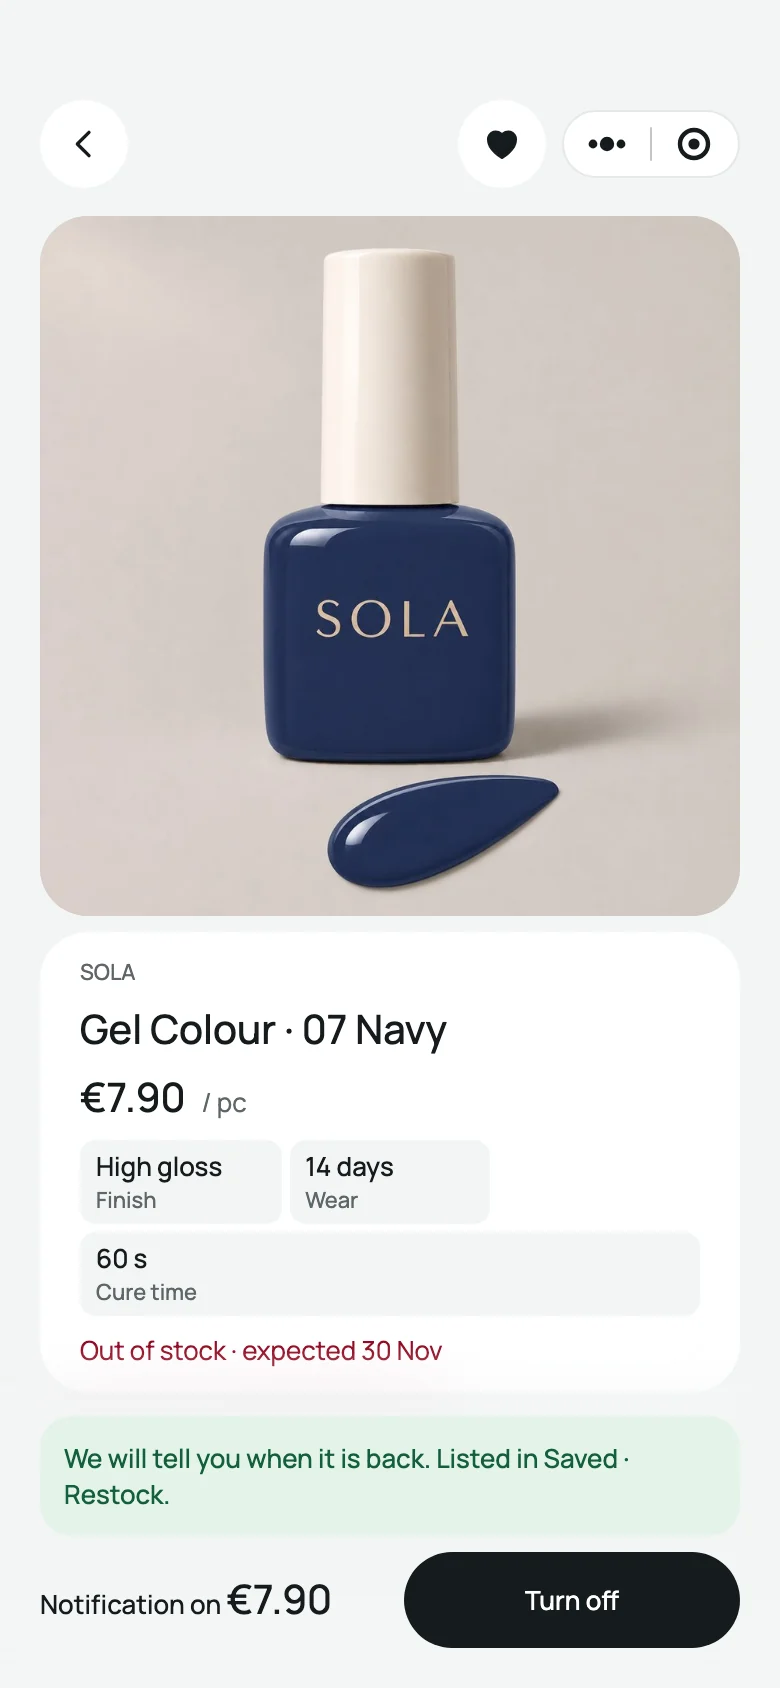 SOLA
SOLA
Gel Colour · 07 Navy
€7.90 / pc
High gloss
Finish
14 days
Wear
60 s
Cure time
Out of stock · expected 30 Nov
We will tell you when it is back. Listed in Saved ·
Restock.
Notification on €7.90
Turn off